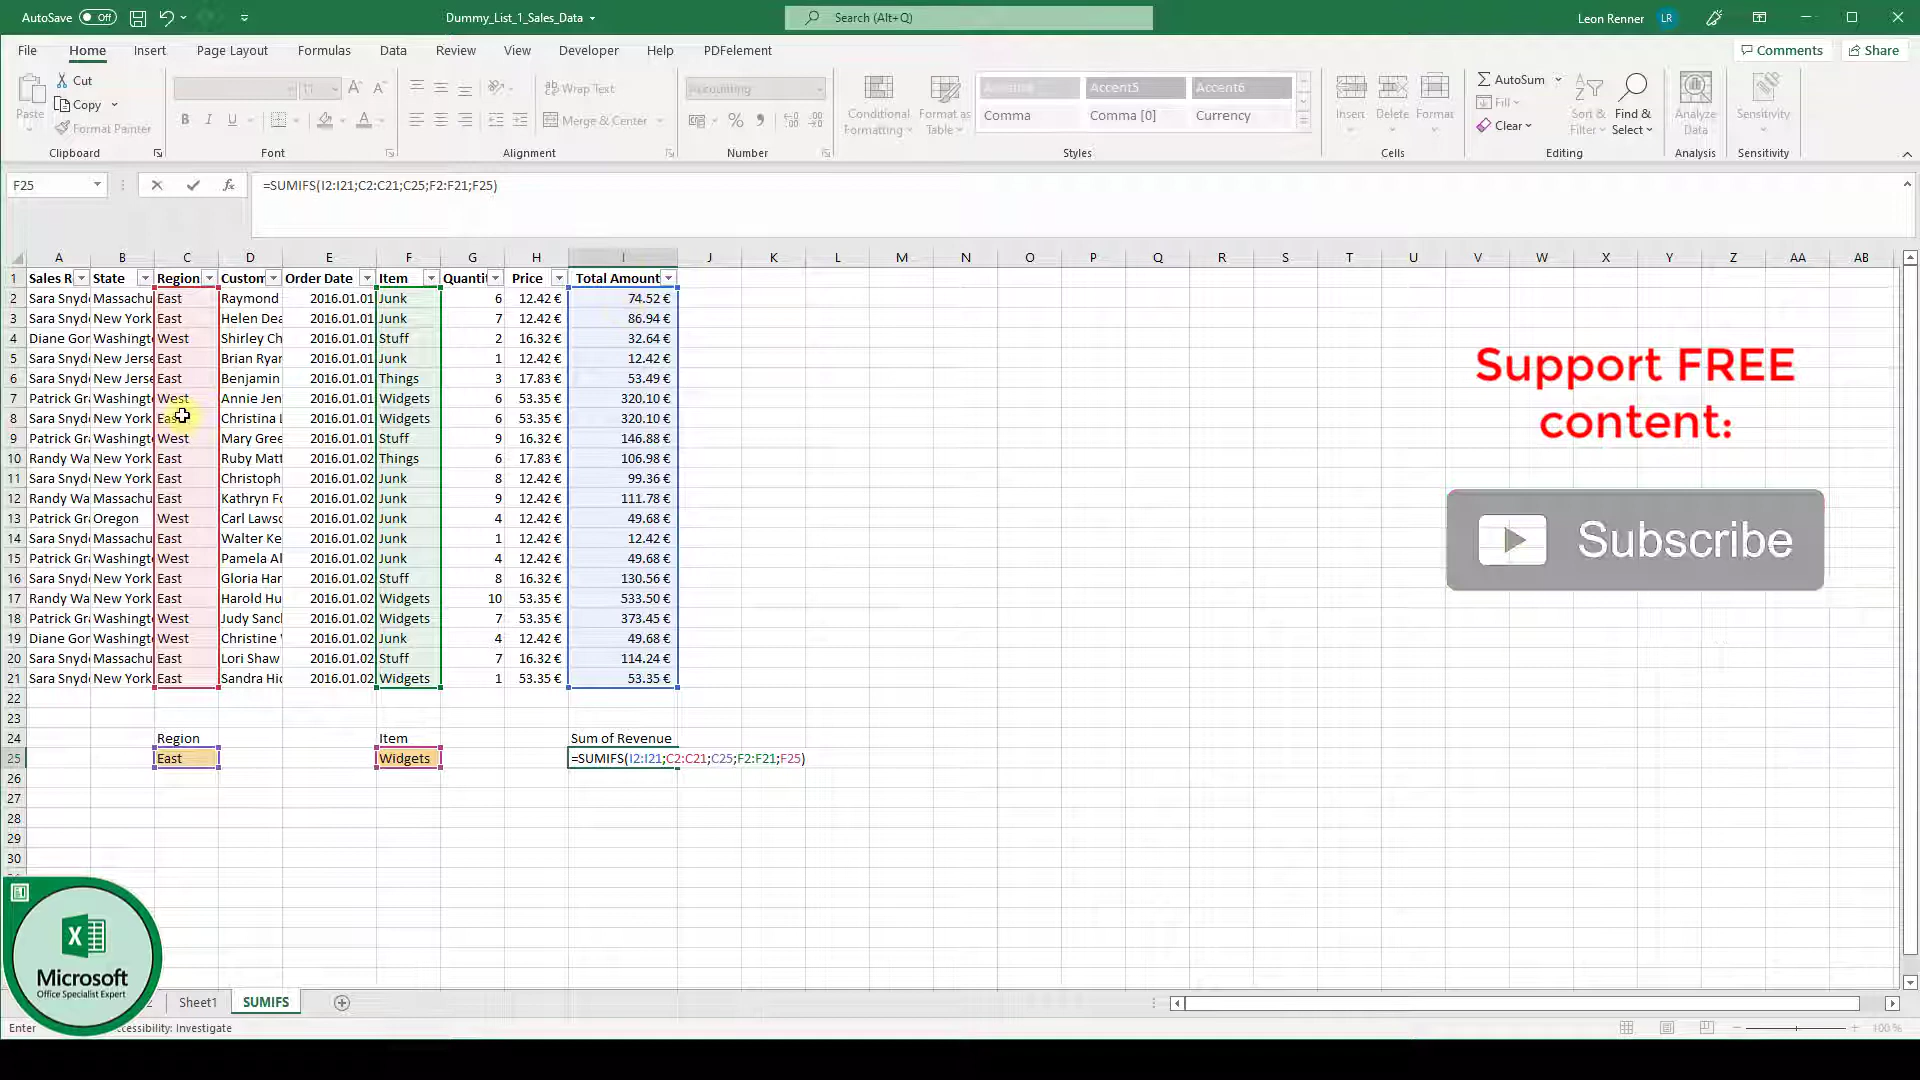 AutoSave Off Dummy_List_1_Sales_Data Search (Alt+Q) Leon Renner LR
File Home Insert Page Layout Formulas Data Review View Developer Help PDFelement Comments Share
Paste Cut Copy Format Painter
Wrap Text Merge & Center
Accounting
Conditional Formatting Format as Table
Accent5 Accent6
Comma Comma [0] Currency
Insert Delete Format
AutoSum Fill Clear Sort & Filter Find & Select
Analyze Data Sensitivity
Clipboard Font Alignment Number Styles Cells Editing Analysis Sensitivity
F25 fx =SUMIFS(I2:I21;C2:C21;C25;F2:F21;F25)
A B C D E F G H I J K L M N O P Q R S T U V W X Y Z AA AB
1 Sales R State Region Custom Order Date Item Quantit Price Total Amount
2 Sara Snyd Massachu East Raymond 2016.01.01 Junk 6 12.42 € 74.52 €
3 Sara Snyd New York East Helen Dea 2016.01.01 Junk 7 12.42 € 86.94 €
4 Diane Gor Washingt West Shirley Ch 2016.01.01 Stuff 2 16.32 € 32.64 €
5 Sara Snyd New Jerse East Brian Ryar 2016.01.01 Junk 1 12.42 € 12.42 €
6 Sara Snyd New Jerse East Benjamin 2016.01.01 Things 3 17.83 € 53.49 €
7 Patrick Gr Washingt West Annie Jen 2016.01.01 Widgets 6 53.35 € 320.10 €
8 Sara Snyd New York East Christina L 2016.01.01 Widgets 6 53.35 € 320.10 €
9 Patrick Gr Washingt West Mary Gree 2016.01.01 Stuff 9 16.32 € 146.88 €
10 Randy Wa New York East Ruby Matt 2016.01.02 Things 6 17.83 € 106.98 €
11 Sara Snyd New York East Christoph 2016.01.02 Junk 8 12.42 € 99.36 €
12 Randy Wa Massachu East Kathryn Fo 2016.01.02 Junk 9 12.42 € 111.78 €
13 Patrick Gr Oregon West Carl Lawso 2016.01.02 Junk 4 12.42 € 49.68 €
14 Sara Snyd Massachu East Walter Ke 2016.01.02 Junk 1 12.42 € 12.42 €
15 Patrick Gr Washingt West Pamela Al 2016.01.02 Junk 4 12.42 € 49.68 €
16 Sara Snyd New York East Gloria Har 2016.01.02 Stuff 8 16.32 € 130.56 €
17 Randy Wa New York East Harold Hu 2016.01.02 Widgets 10 53.35 € 533.50 €
18 Patrick Gr Washingt West Judy Sanch 2016.01.02 Widgets 7 53.35 € 373.45 €
19 Diane Gor Washingt West Christine 2016.01.02 Junk 4 12.42 € 49.68 €
20 Sara Snyd Massachu East Lori Shaw 2016.01.02 Stuff 7 16.32 € 114.24 €
21 Sara Snyd New York East Sandra Hic 2016.01.02 Widgets 1 53.35 € 53.35 €
22
23
24 Region Item Sum of Revenue
25 East Widgets =SUMIFS(I2:I21;C2:C21;C25;F2:F21;F25)
26
27
28
29
30
Support FREE
content:
Subscribe
Microsoft
Office Specialist Expert
Sheet1 SUMIFS
Enter ccessibility: Investigate 100 %